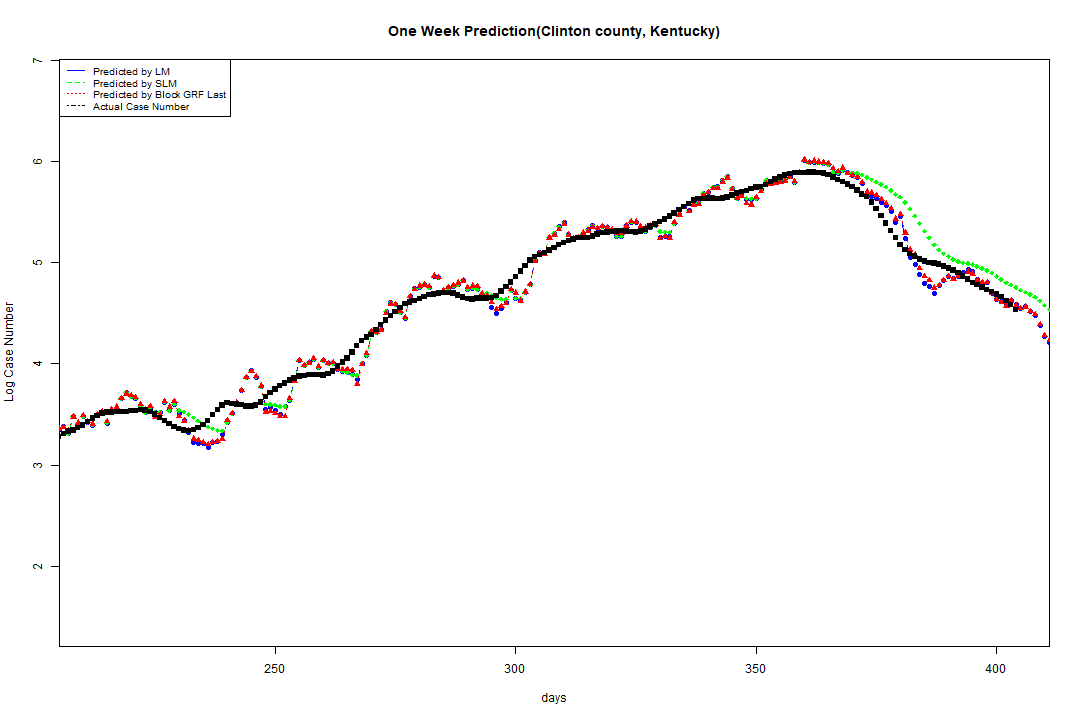 One Week Prediction(Clinton county, Kentucky)
7
Predicted by LM
Predicted by SLM
Predicted by Block GRF Last
Actual Case Number
6
5
4
3
2
Log Case Number
250 300 350 400
days